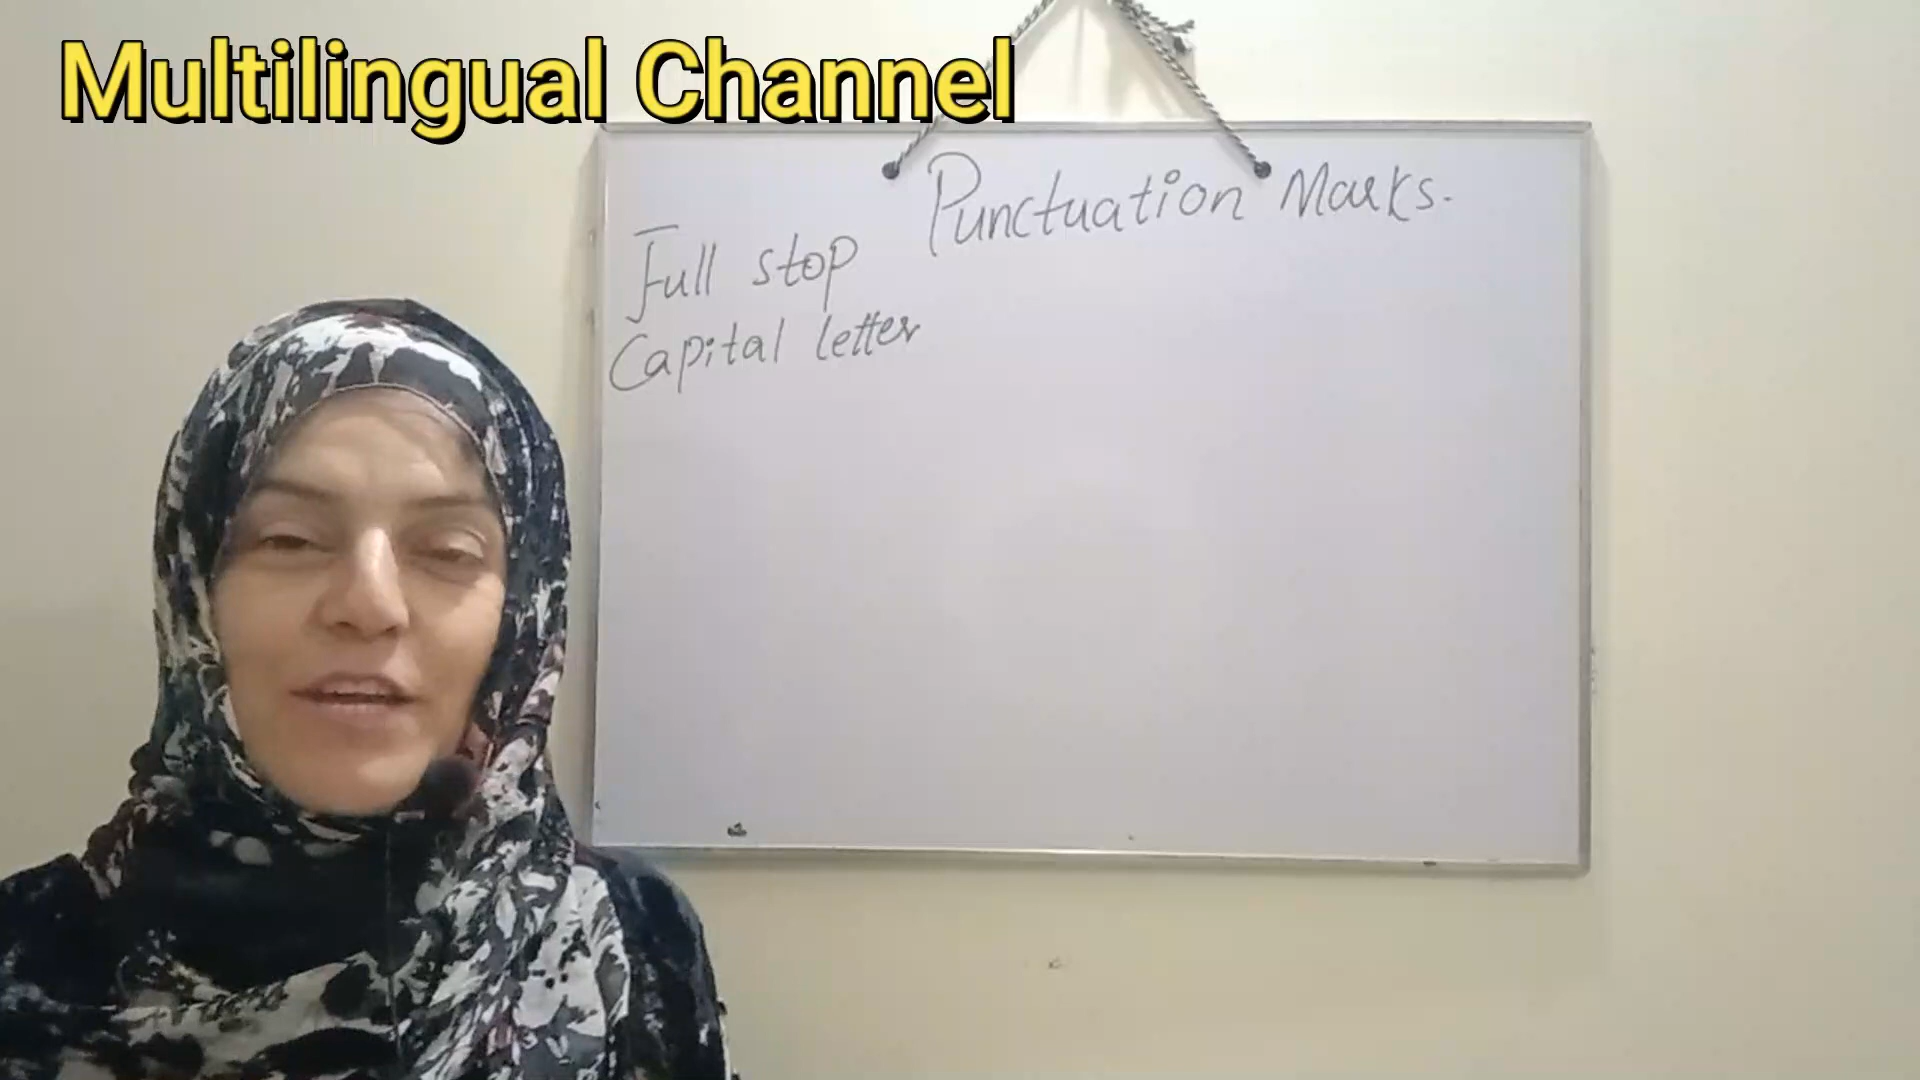 Multilingual Channel
Punctuation Marks.
Full stop
Capital letter